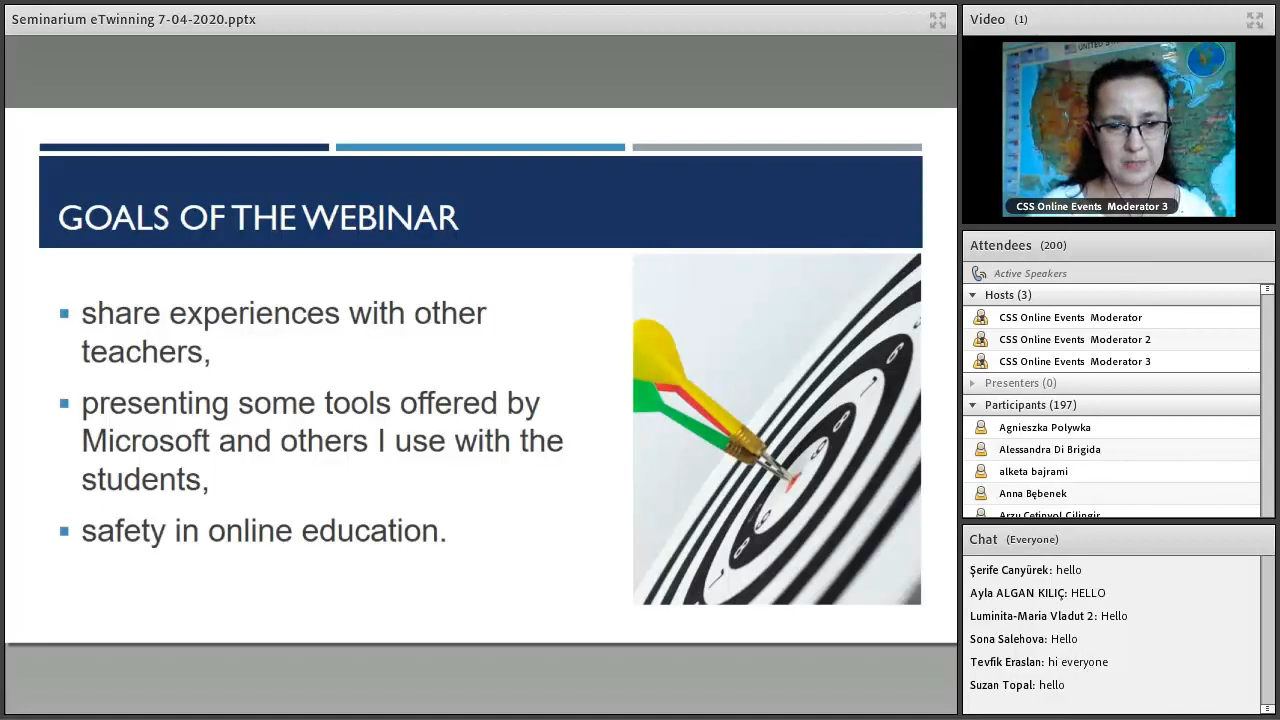 Seminarium eTwinning 7-04-2020.pptx
GOALS OF THE WEBINAR
share experiences with other
teachers,
presenting some tools offered by
Microsoft and others I use with the
students,
safety in online education.
Video (1)
UNITED
CSS Online Events Moderator 3
Attendees (200)
Active Speakers
Hosts (3)
CSS Online Events Moderator
CSS Online Events Moderator 2
CSS Online Events Moderator 3
Presenters (0)
Participants (197)
Agnieszka Polywka
Alessandra Di Brigida
alketa bajrami
Anna Bębenek
Arzu Cetinyol Cilingir
Chat (Everyone)
Şerife Canyürek: hello
Ayla ALGAN KILIÇ: HELLO
Luminita-Maria Vladut 2: Hello
Sona Salehova: Hello
Tevfik Eraslan: hi everyone
Suzan Topal: hello